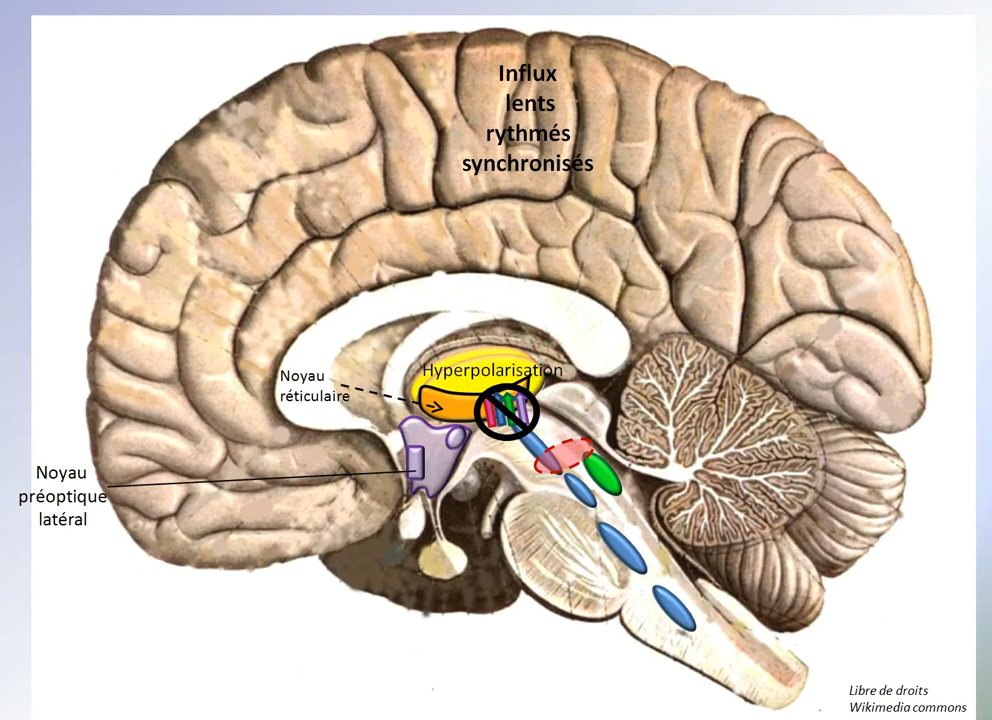 Influx
lents
rythmés
synchronisés
Hyperpolarisation
Noyau
réticulaire
Noyau
préoptique
latéral
Libre de droits
Wikimedia commons